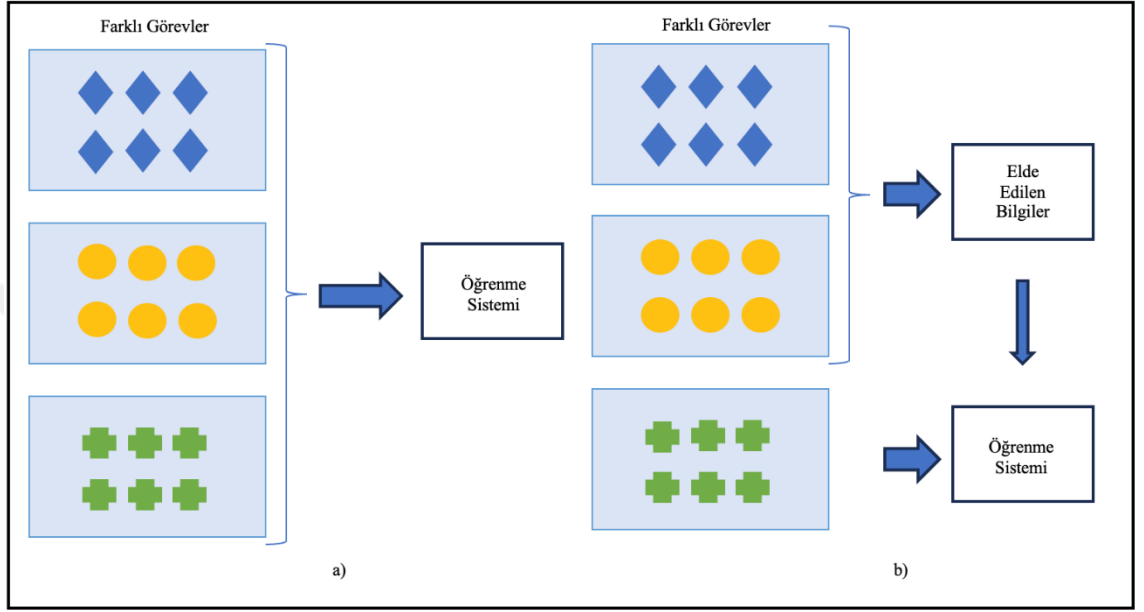 Farklı Görevler
Öğrenme
Sistemi
a)
Farklı Görevler
Elde
Edilen
Bilgiler
Öğrenme
Sistemi
b)